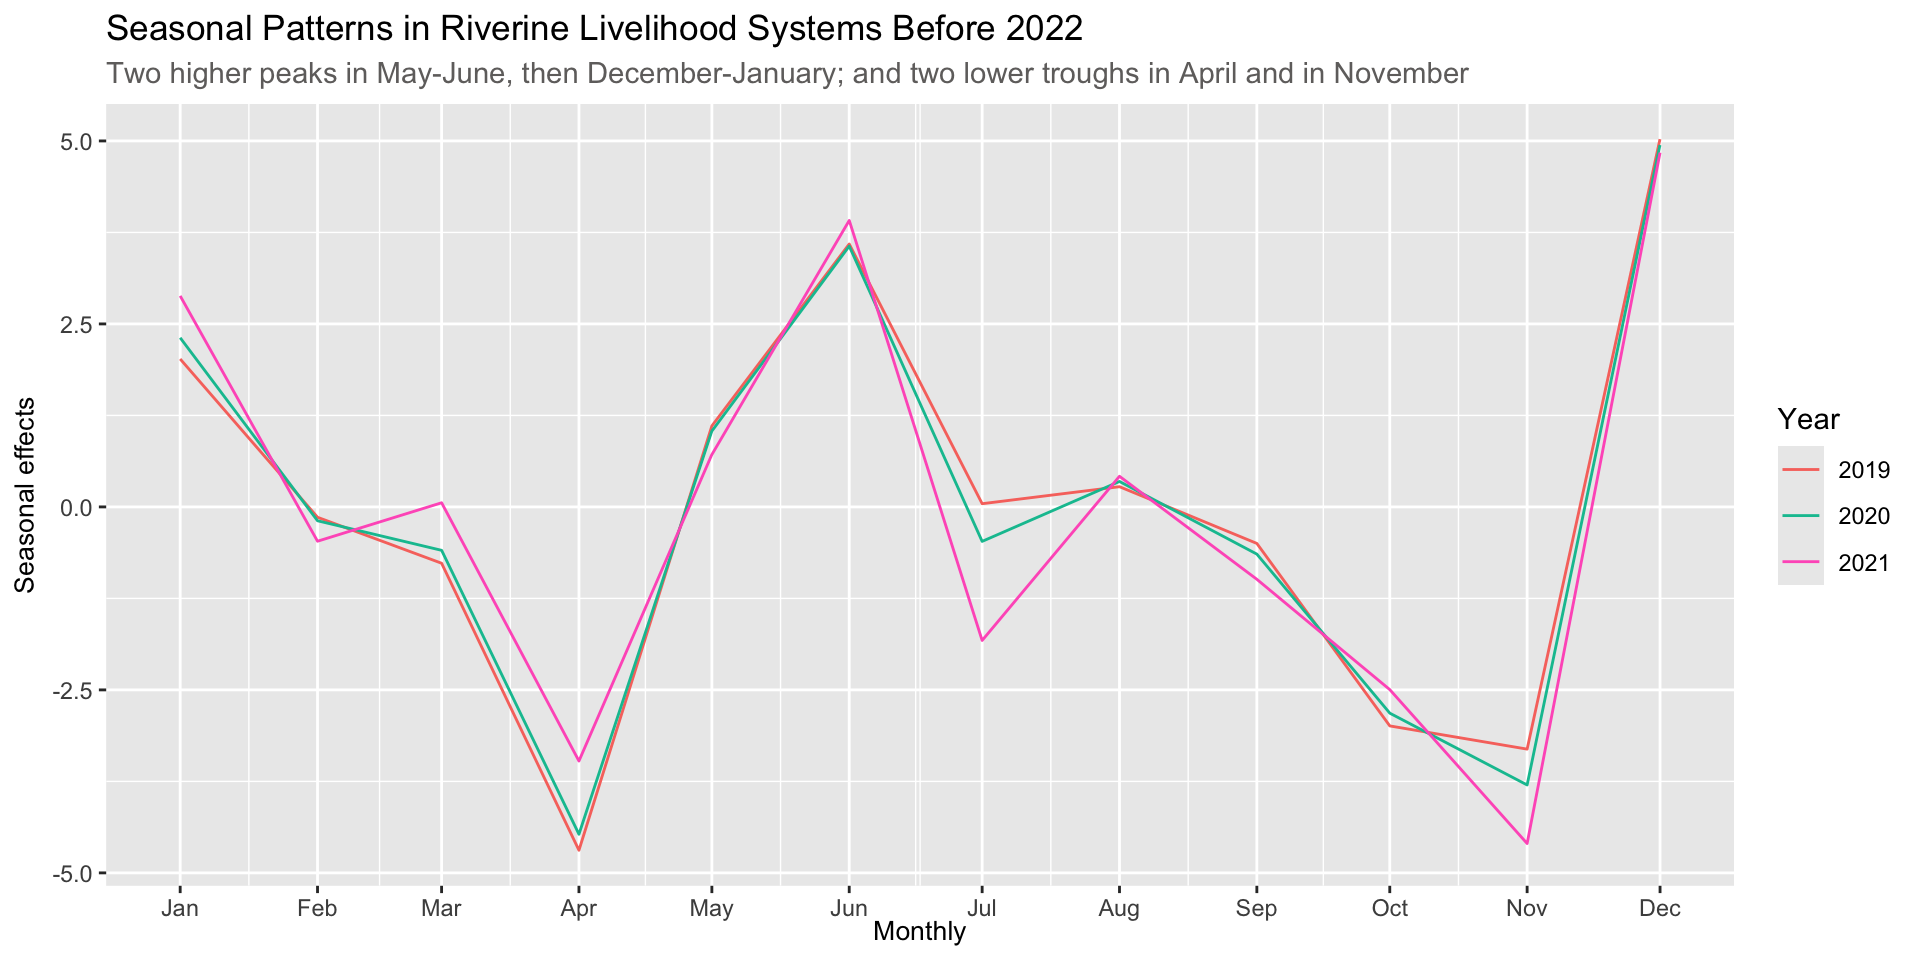 Seasonal Patterns in Riverine Livelihood Systems Before 2022
Two higher peaks in May-June, then December-January; and two lower troughs in April and in November
Seasonal effects
5.0
2.5
0.0
-2.5
-5.0
Jan
Feb
Mar
Apr
May
Jun
Jul
Aug
Sep
Oct
Nov
Dec
Monthly
Year
2019
2020
2021